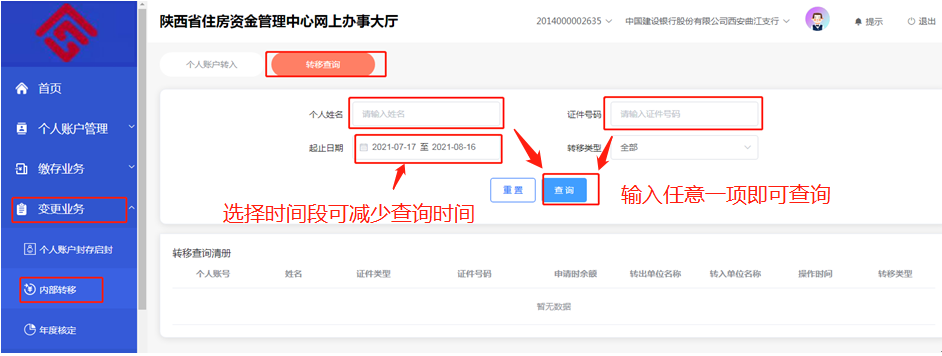 陕西省住房资金管理中心网上办事大厅
2014000002635
中国建设银行股份有限公司西安曲江支行
提示
退出
首页
个人账户管理
缴存业务
变更业务
个人账户封存启封
内部转移
年度核定
个人账户转入
转移查询
个人姓名 请输入姓名
证件号码 请输入证件号码
起止日期 2021-07-17 至 2021-08-16
转移类型 全部
重置
查询
选择时间段可减少查询时间
输入任意一项即可查询
转移查询清册
个人账号 姓名 证件类型 证件号码 申请时余额 转出单位名称 转入单位名称 操作时间 转移类型
暂无数据